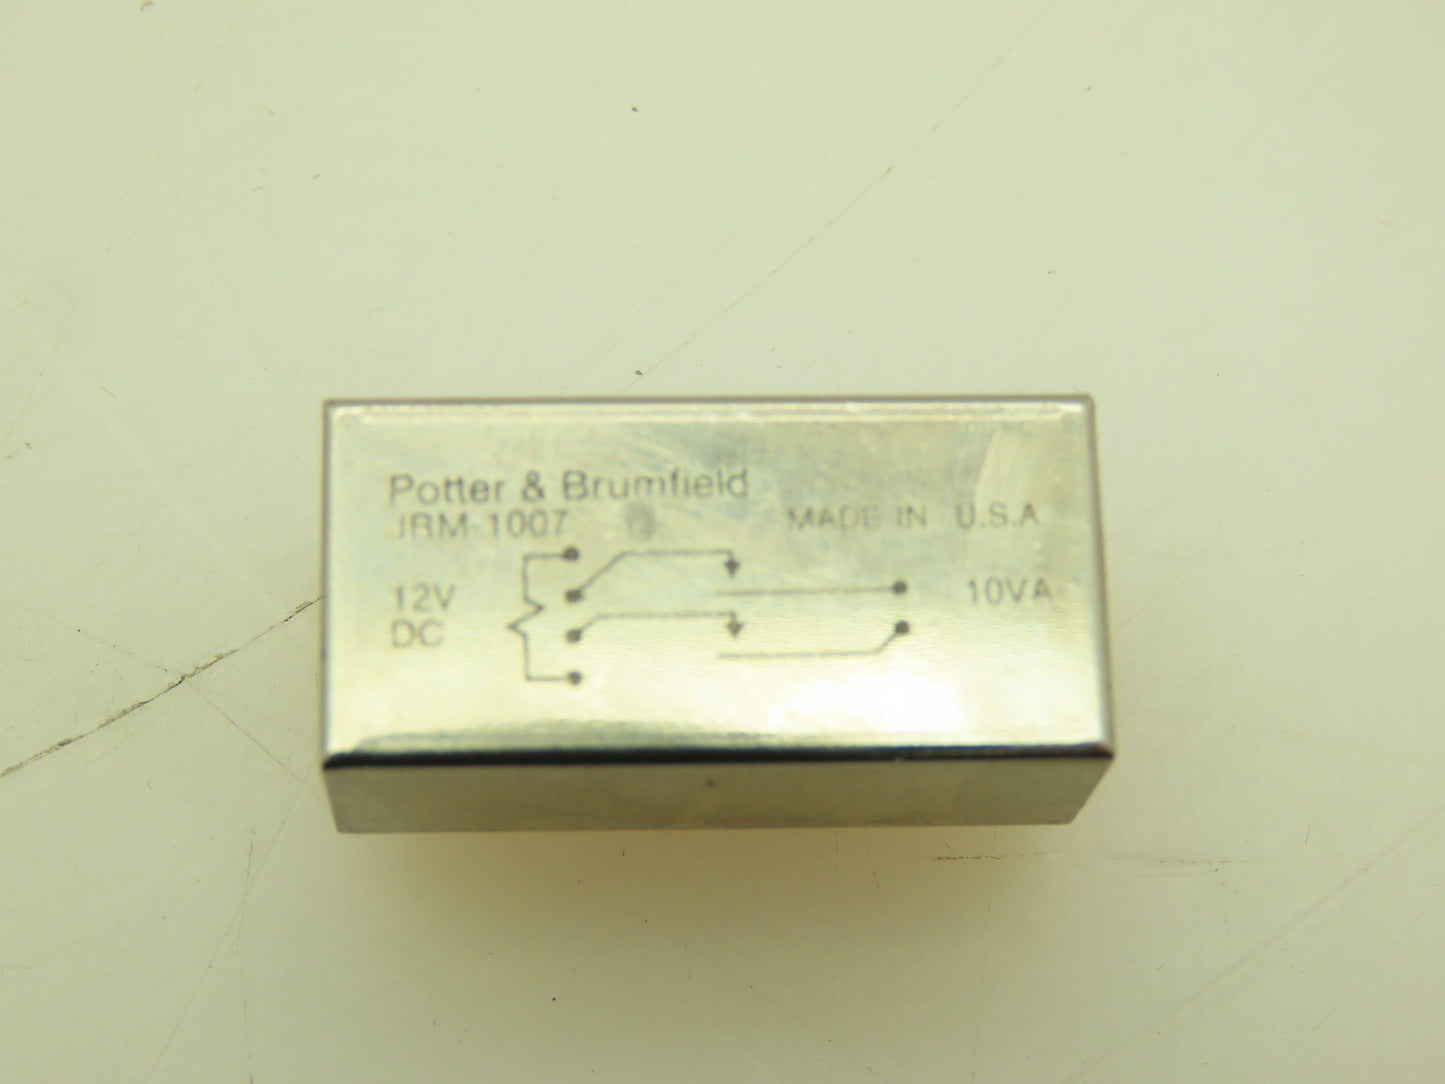 Potter & Brumfield
JRM-1007
MADE IN U.S.A
12V
DC
10VA